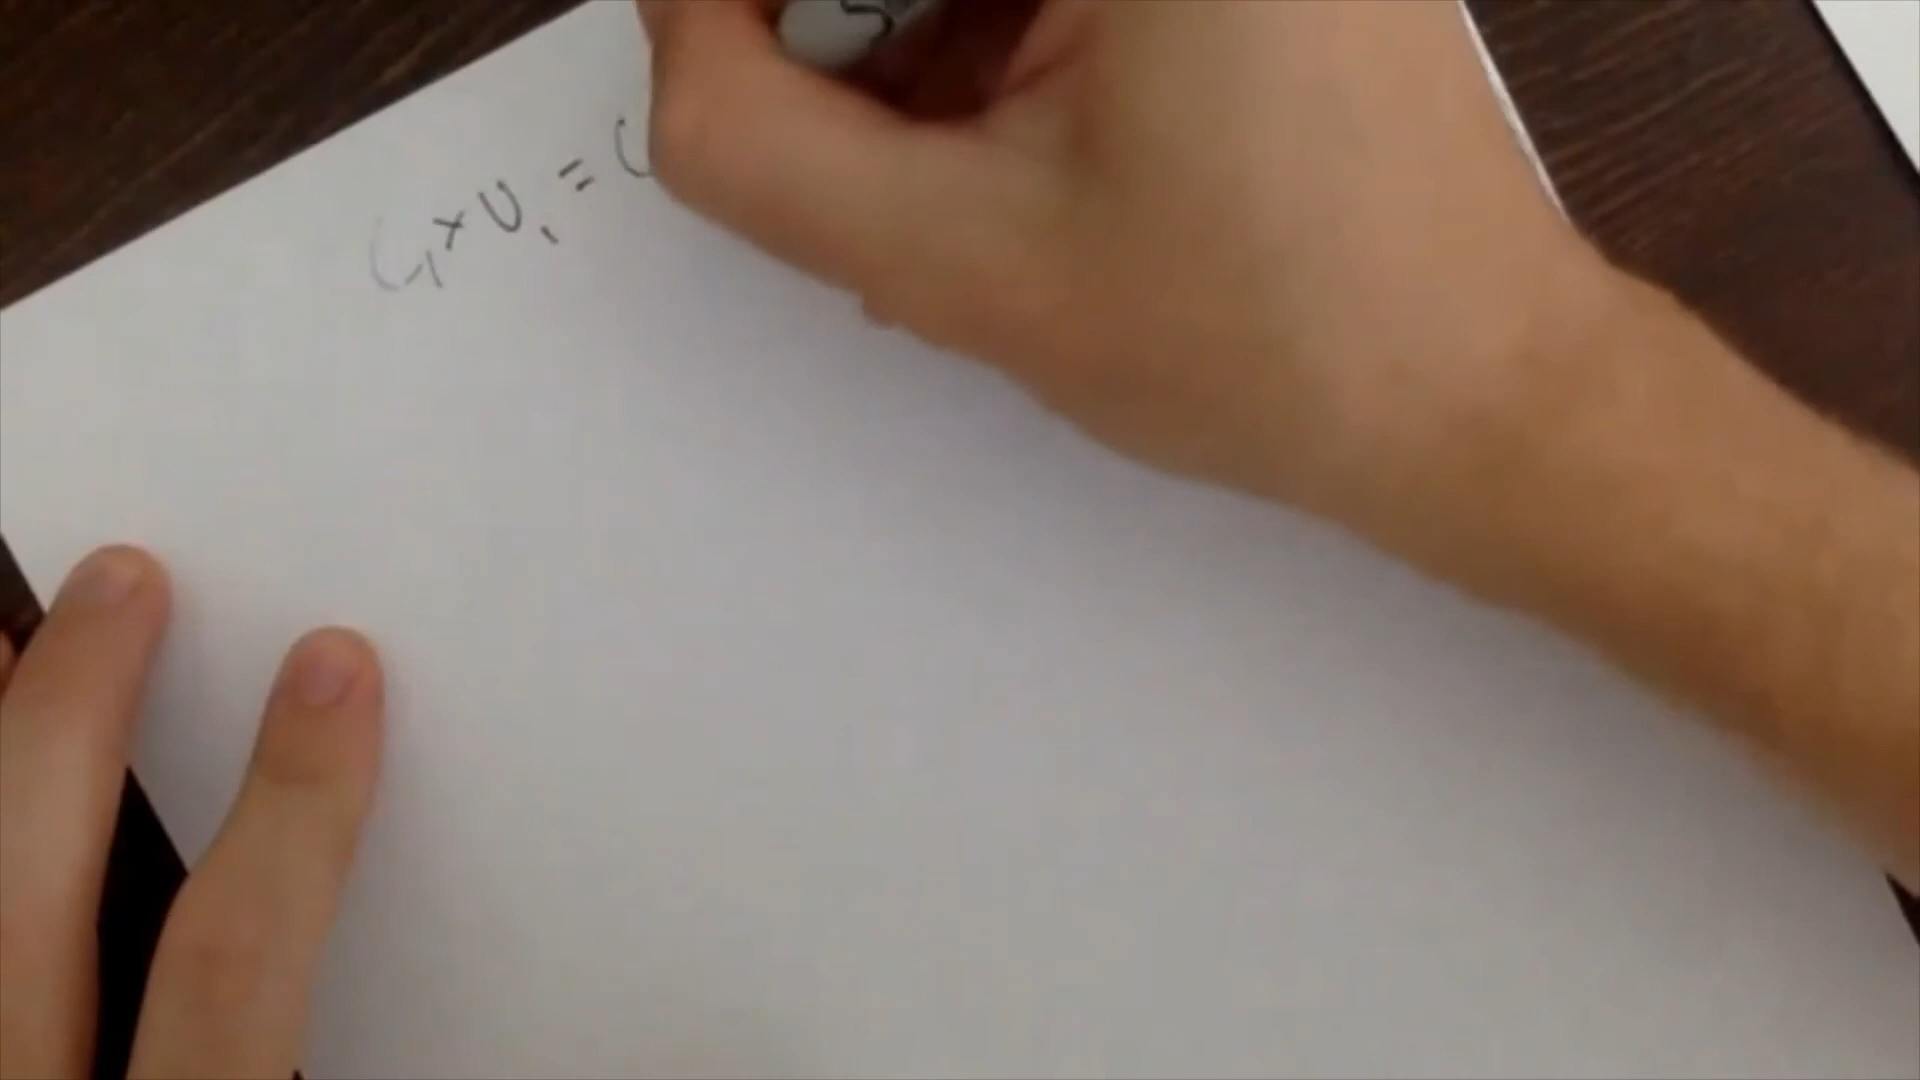 C₁ × U₁ = C